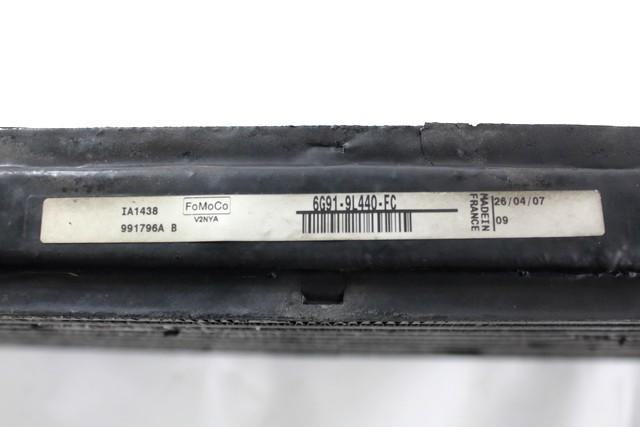 IA1438
991796A B
FoMoCo
V2NYA
6G91-9L440-FC
MADE IN
FRANCE
26/04/07
09